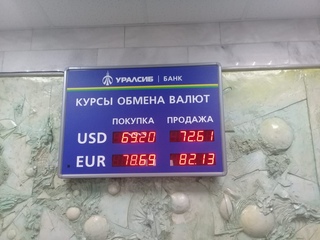 УРАЛСИБ | БАНК
КУРСЫ ОБМЕНА ВАЛЮТ
ПОКУПКА ПРОДАЖА
USD 69.20 72.61
EUR 78.69 82.13